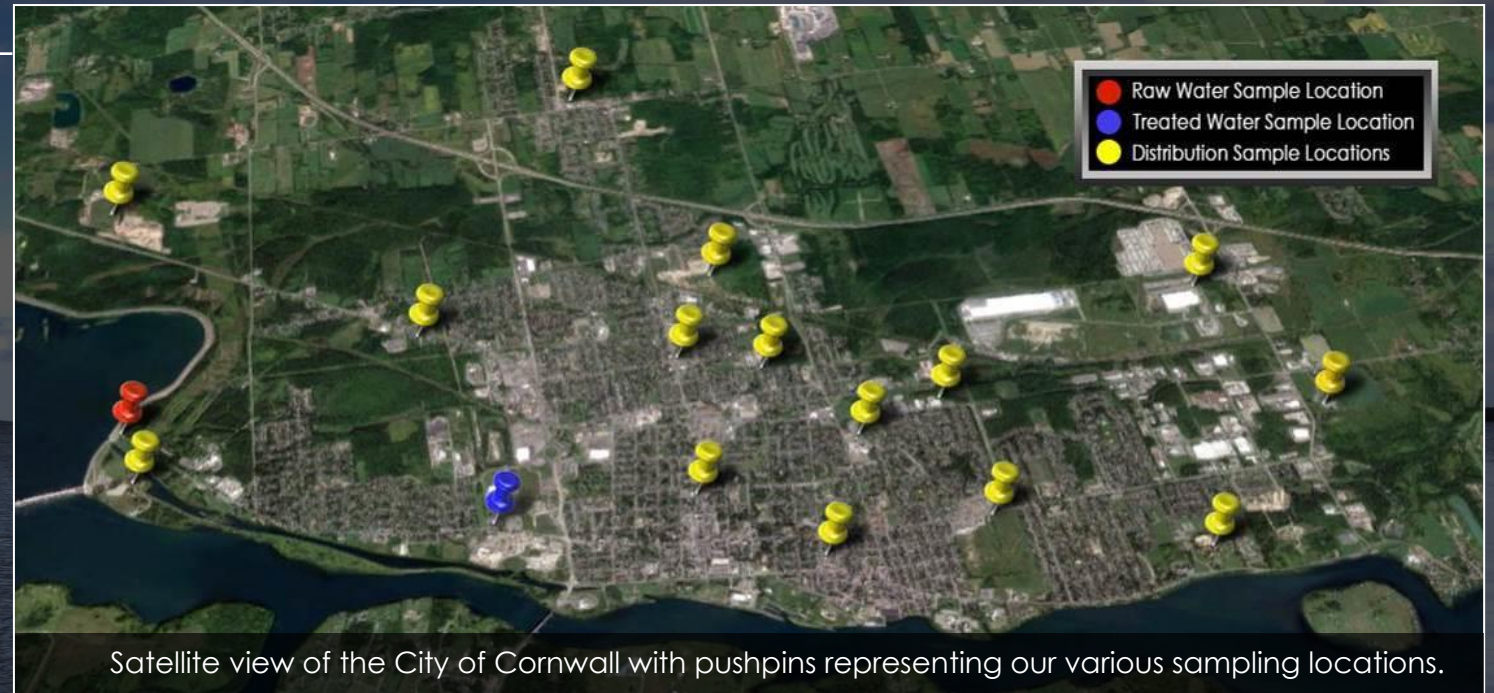 Raw Water Sample Location
Treated Water Sample Location
Distribution Sample Locations
Satellite view of the City of Cornwall with pushpins representing our various sampling locations.